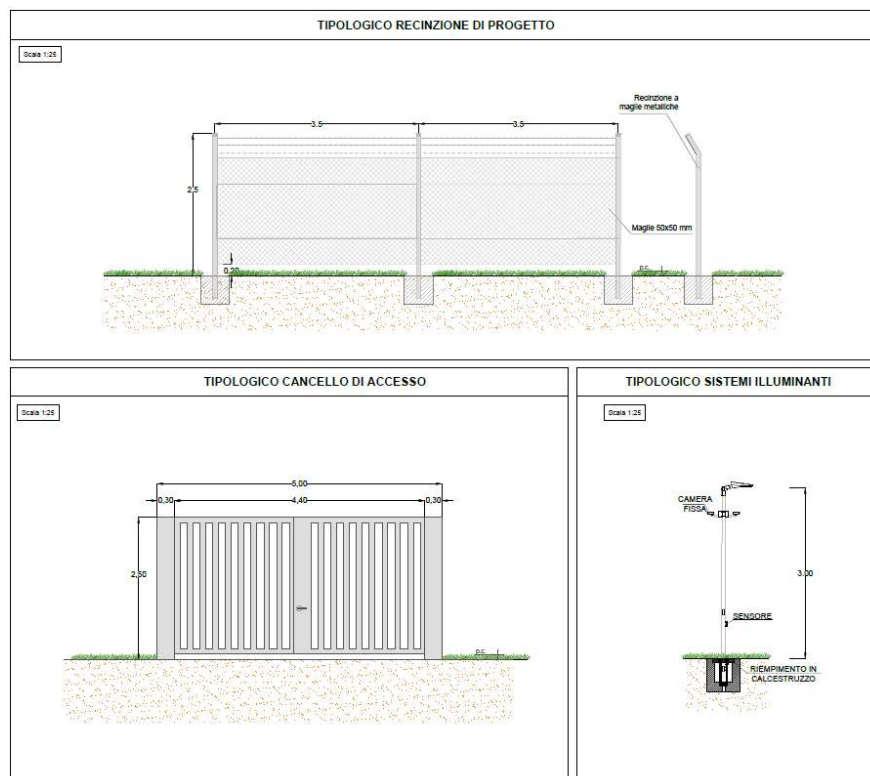 TIPOLOGICO RECINZIONE DI PROGETTO
Scala 1:25
Recinzione a
maglie metalliche
3.5
3.5
2,5
Maglie 50x50 mm
0,20
p.c.
TIPOLOGICO CANCELLO DI ACCESSO
Scala 1:25
5,00
0,30
4,40
0,30
2,50
p.c.
TIPOLOGICO SISTEMI ILLUMINANTI
Scala 1:25
CAMERA
FISSA
3.00
SENSORE
RIEMPIMENTO IN
CALCESTRUZZO